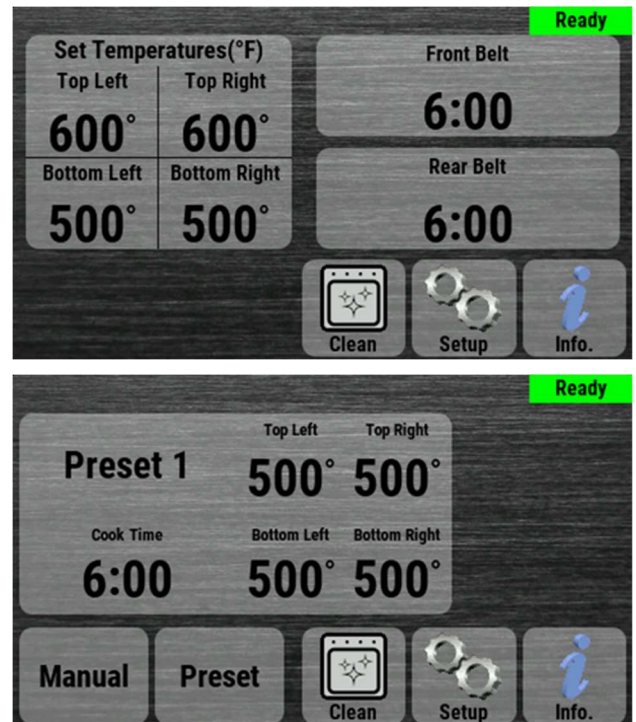 Ready
Set Temperatures(°F)
Top Left Top Right
600° 600°
Bottom Left Bottom Right
500° 500°
Front Belt
6:00
Rear Belt
6:00
Clean Setup Info.
Ready
Preset 1
Top Left Top Right
500° 500°
Cook Time
6:00
Bottom Left Bottom Right
500° 500°
Manual Preset Clean Setup Info.